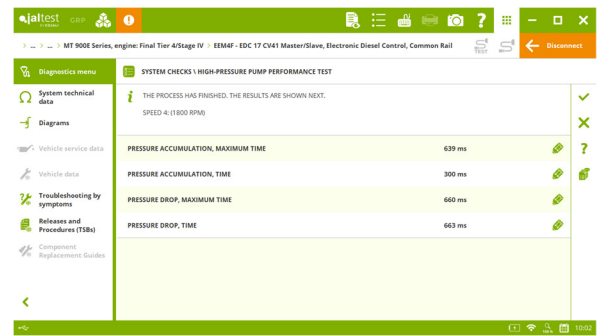 jaltest
GRP
> ... > ... > MT 900E Series, engine: Final Tier 4/Stage IV > EEM4F - EDC 17 CV41 Master/Slave, Electronic Diesel Control, Common Rail
TEST
Disconnect
Diagnostics menu
SYSTEM CHECKS \ HIGH-PRESSURE PUMP PERFORMANCE TEST
System technical
data
Diagrams
Vehicle service data
Vehicle data
Troubleshooting by
symptoms
Releases and
Procedures (TSBs)
Component
Replacement Guides
THE PROCESS HAS FINISHED. THE RESULTS ARE SHOWN NEXT.
SPEED 4: (1800 RPM)
PRESSURE ACCUMULATION, MAXIMUM TIME 639 ms
PRESSURE ACCUMULATION, TIME 300 ms
PRESSURE DROP, MAXIMUM TIME 660 ms
PRESSURE DROP, TIME 663 ms
100%
10:02